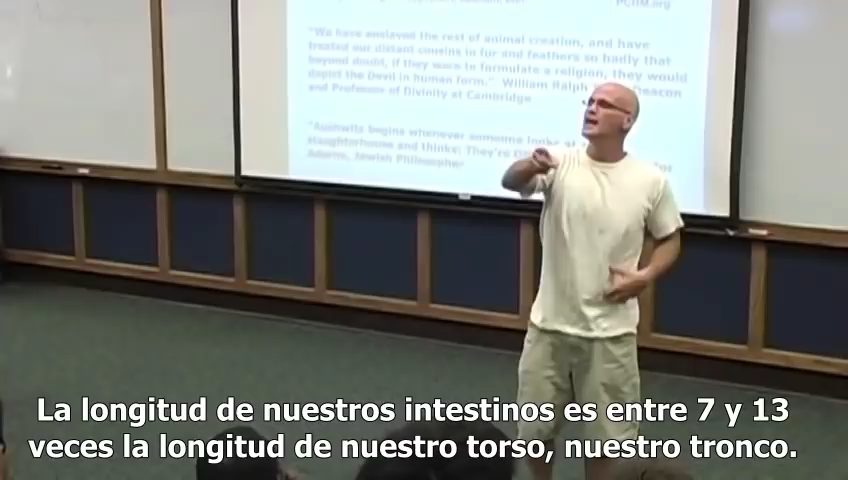 PCRM.org
"We have enslaved the rest of animal creation, and have
treated our distant cousins in fur and feathers so badly that
beyond doubt, if they were to formulate a religion, they would
depict the Devil in human form." William Ralph Deacon
and Professor of Divinity at Cambridge
"Auschwitz begins whenever someone looks at
slaughterhouse and thinks: They're
Adorno, Jewish Philosopher
La longitud de nuestros intestinos es entre 7 y 13
veces la longitud de nuestro torso, nuestro tronco.